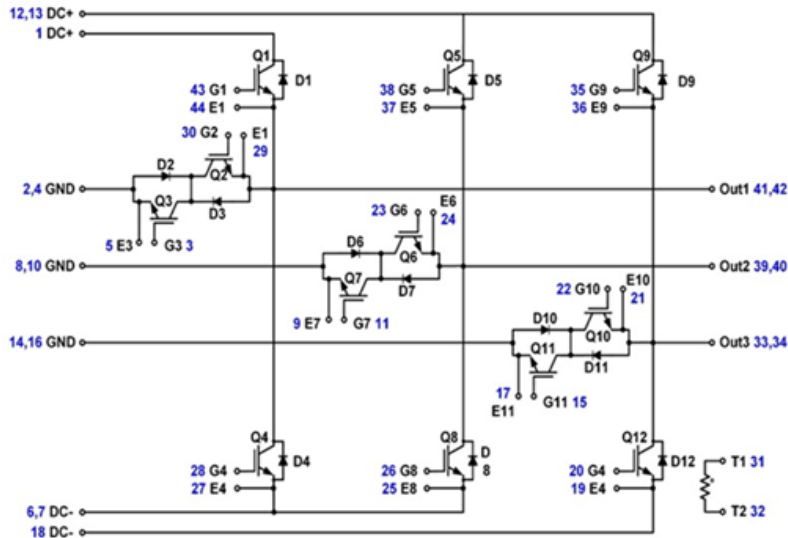 12,13 DC+
1 DC+
Q1
Q5
Q9
D1
D5
D9
43 G1
38 G5
35 G9
44 E1
37 E5
36 E9
30 G2
E1
29
D2
Q2
2,4 GND
Q3
D3
Out1 41,42
5 E3
G3 3
23 G6
E6
24
D6
Q6
8,10 GND
Q7
D7
Out2 39,40
9 E7
G7 11
22 G10
E10
21
D10
Q10
14,16 GND
Q11
D11
Out3 33,34
17
E11
G11 15
Q4
Q8
Q12
D4
D
8
D12
T1 31
28 G4
26 G8
20 G4
27 E4
25 E8
19 E4
6,7 DC-
T2 32
18 DC-